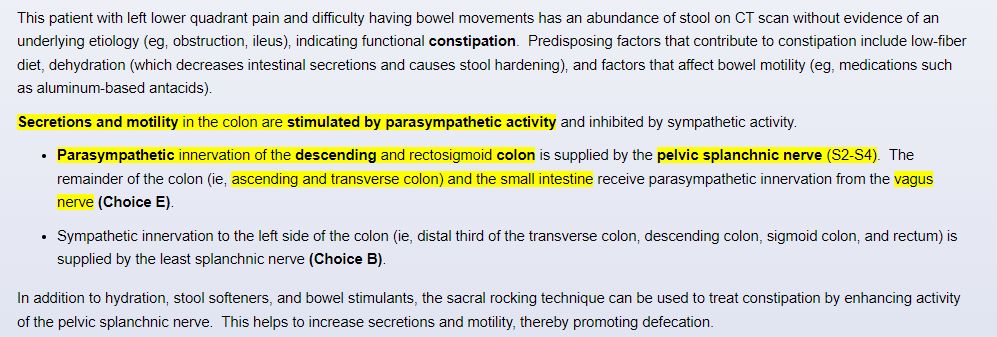 This patient with left lower quadrant pain and difficulty having bowel movements has an abundance of stool on CT scan without evidence of an
underlying etiology (eg, obstruction, ileus), indicating functional constipation.  Predisposing factors that contribute to constipation include low-fiber
diet, dehydration (which decreases intestinal secretions and causes stool hardening), and factors that affect bowel motility (eg, medications such
as aluminum-based antacids).
Secretions and motility in the colon are stimulated by parasympathetic activity and inhibited by sympathetic activity.
• Parasympathetic innervation of the descending and rectosigmoid colon is supplied by the pelvic splanchnic nerve (S2-S4).  The
remainder of the colon (ie, ascending and transverse colon) and the small intestine receive parasympathetic innervation from the vagus
nerve (Choice E).
• Sympathetic innervation to the left side of the colon (ie, distal third of the transverse colon, descending colon, sigmoid colon, and rectum) is
supplied by the least splanchnic nerve (Choice B).
In addition to hydration, stool softeners, and bowel stimulants, the sacral rocking technique can be used to treat constipation by enhancing activity
of the pelvic splanchnic nerve.  This helps to increase secretions and motility, thereby promoting defecation.